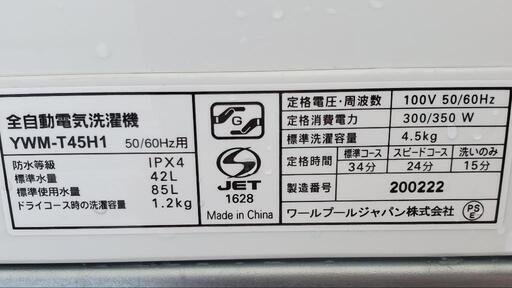 全自動電気洗濯機
YWM-T45H1 50/60Hz用
防水等級 IPX4
標準水量 42L
標準使用水量 85L
ドライコース時の洗濯容量 1.2kg
G
S
JET
1628
Made in China
定格電圧・周波数 100V 50/60Hz
定格消費電力 300/350 W
標準洗濯容量 4.5kg
定格時間 標準コース スピードコース 洗いのみ
34分 24分 15分
製造番号 200222
ワールプールジャパン株式会社 PS E